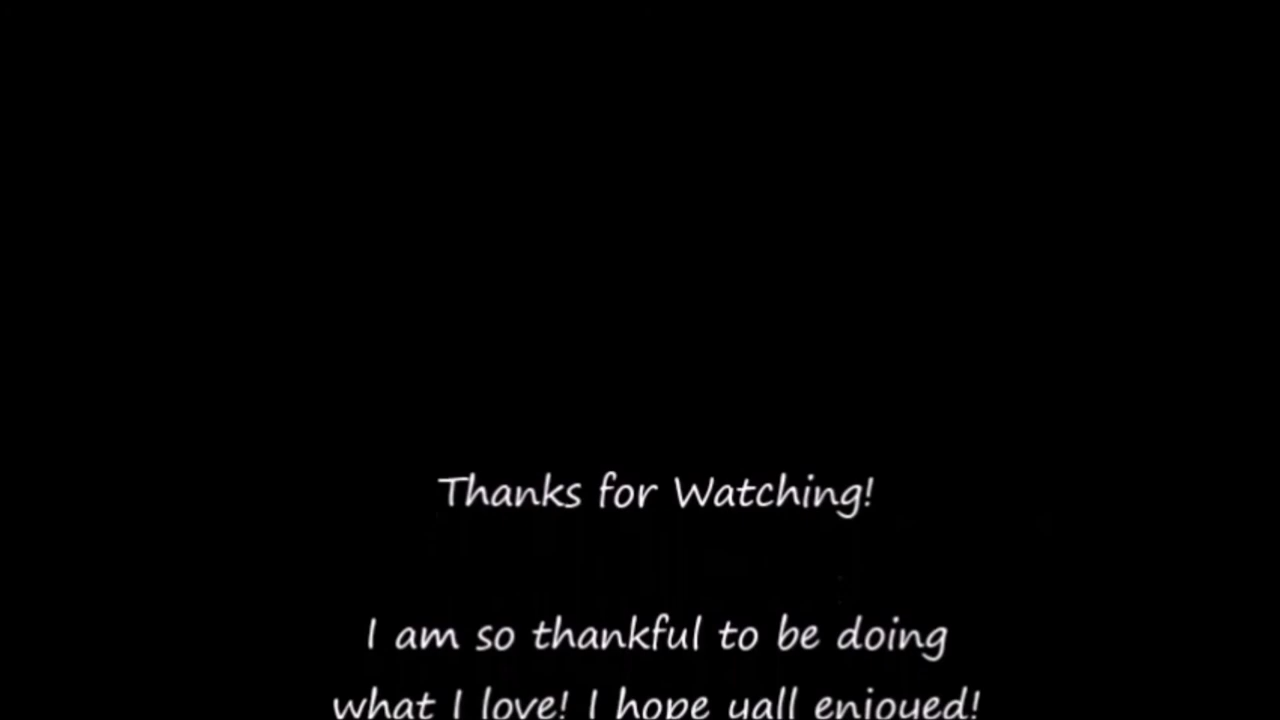 Thanks for Watching!
I am so thankful to be doing
what I love! I hope yall enjoyed!